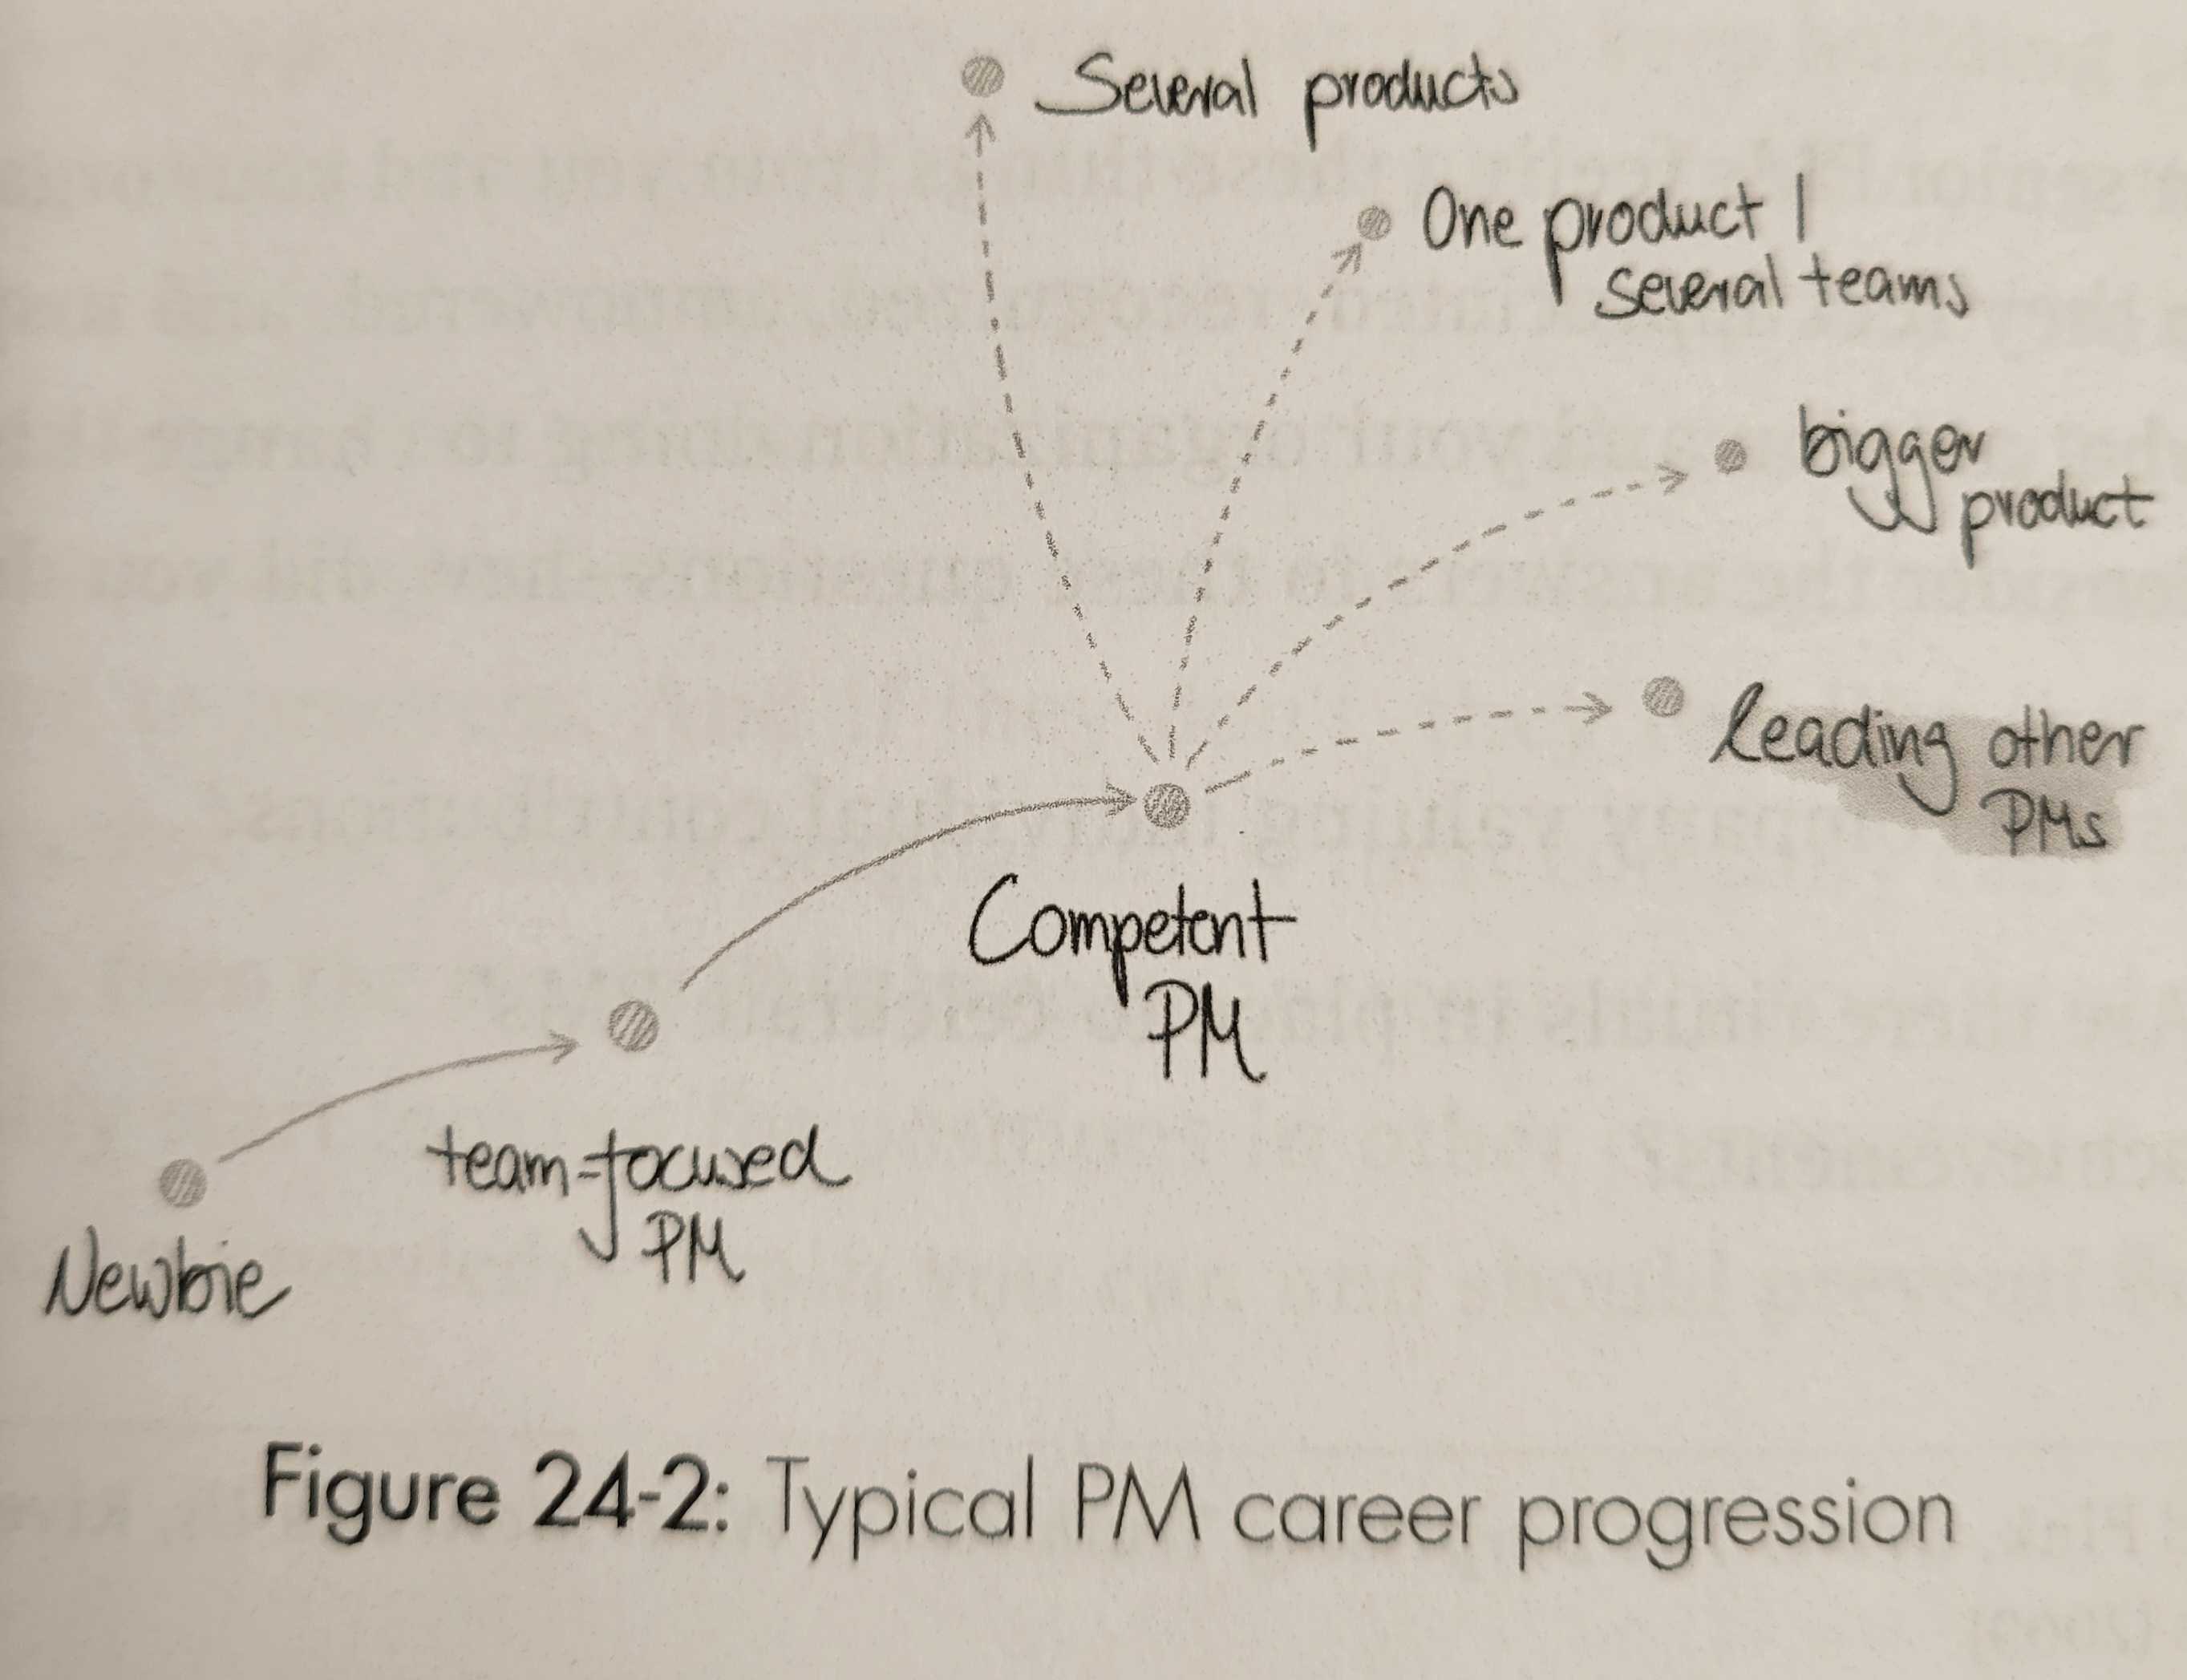 Several products
One product |
several teams
bigger
product
leading other
PMs
Competent
PM
team-focused
PM
Newbie
Figure 24-2: Typical PM career progression